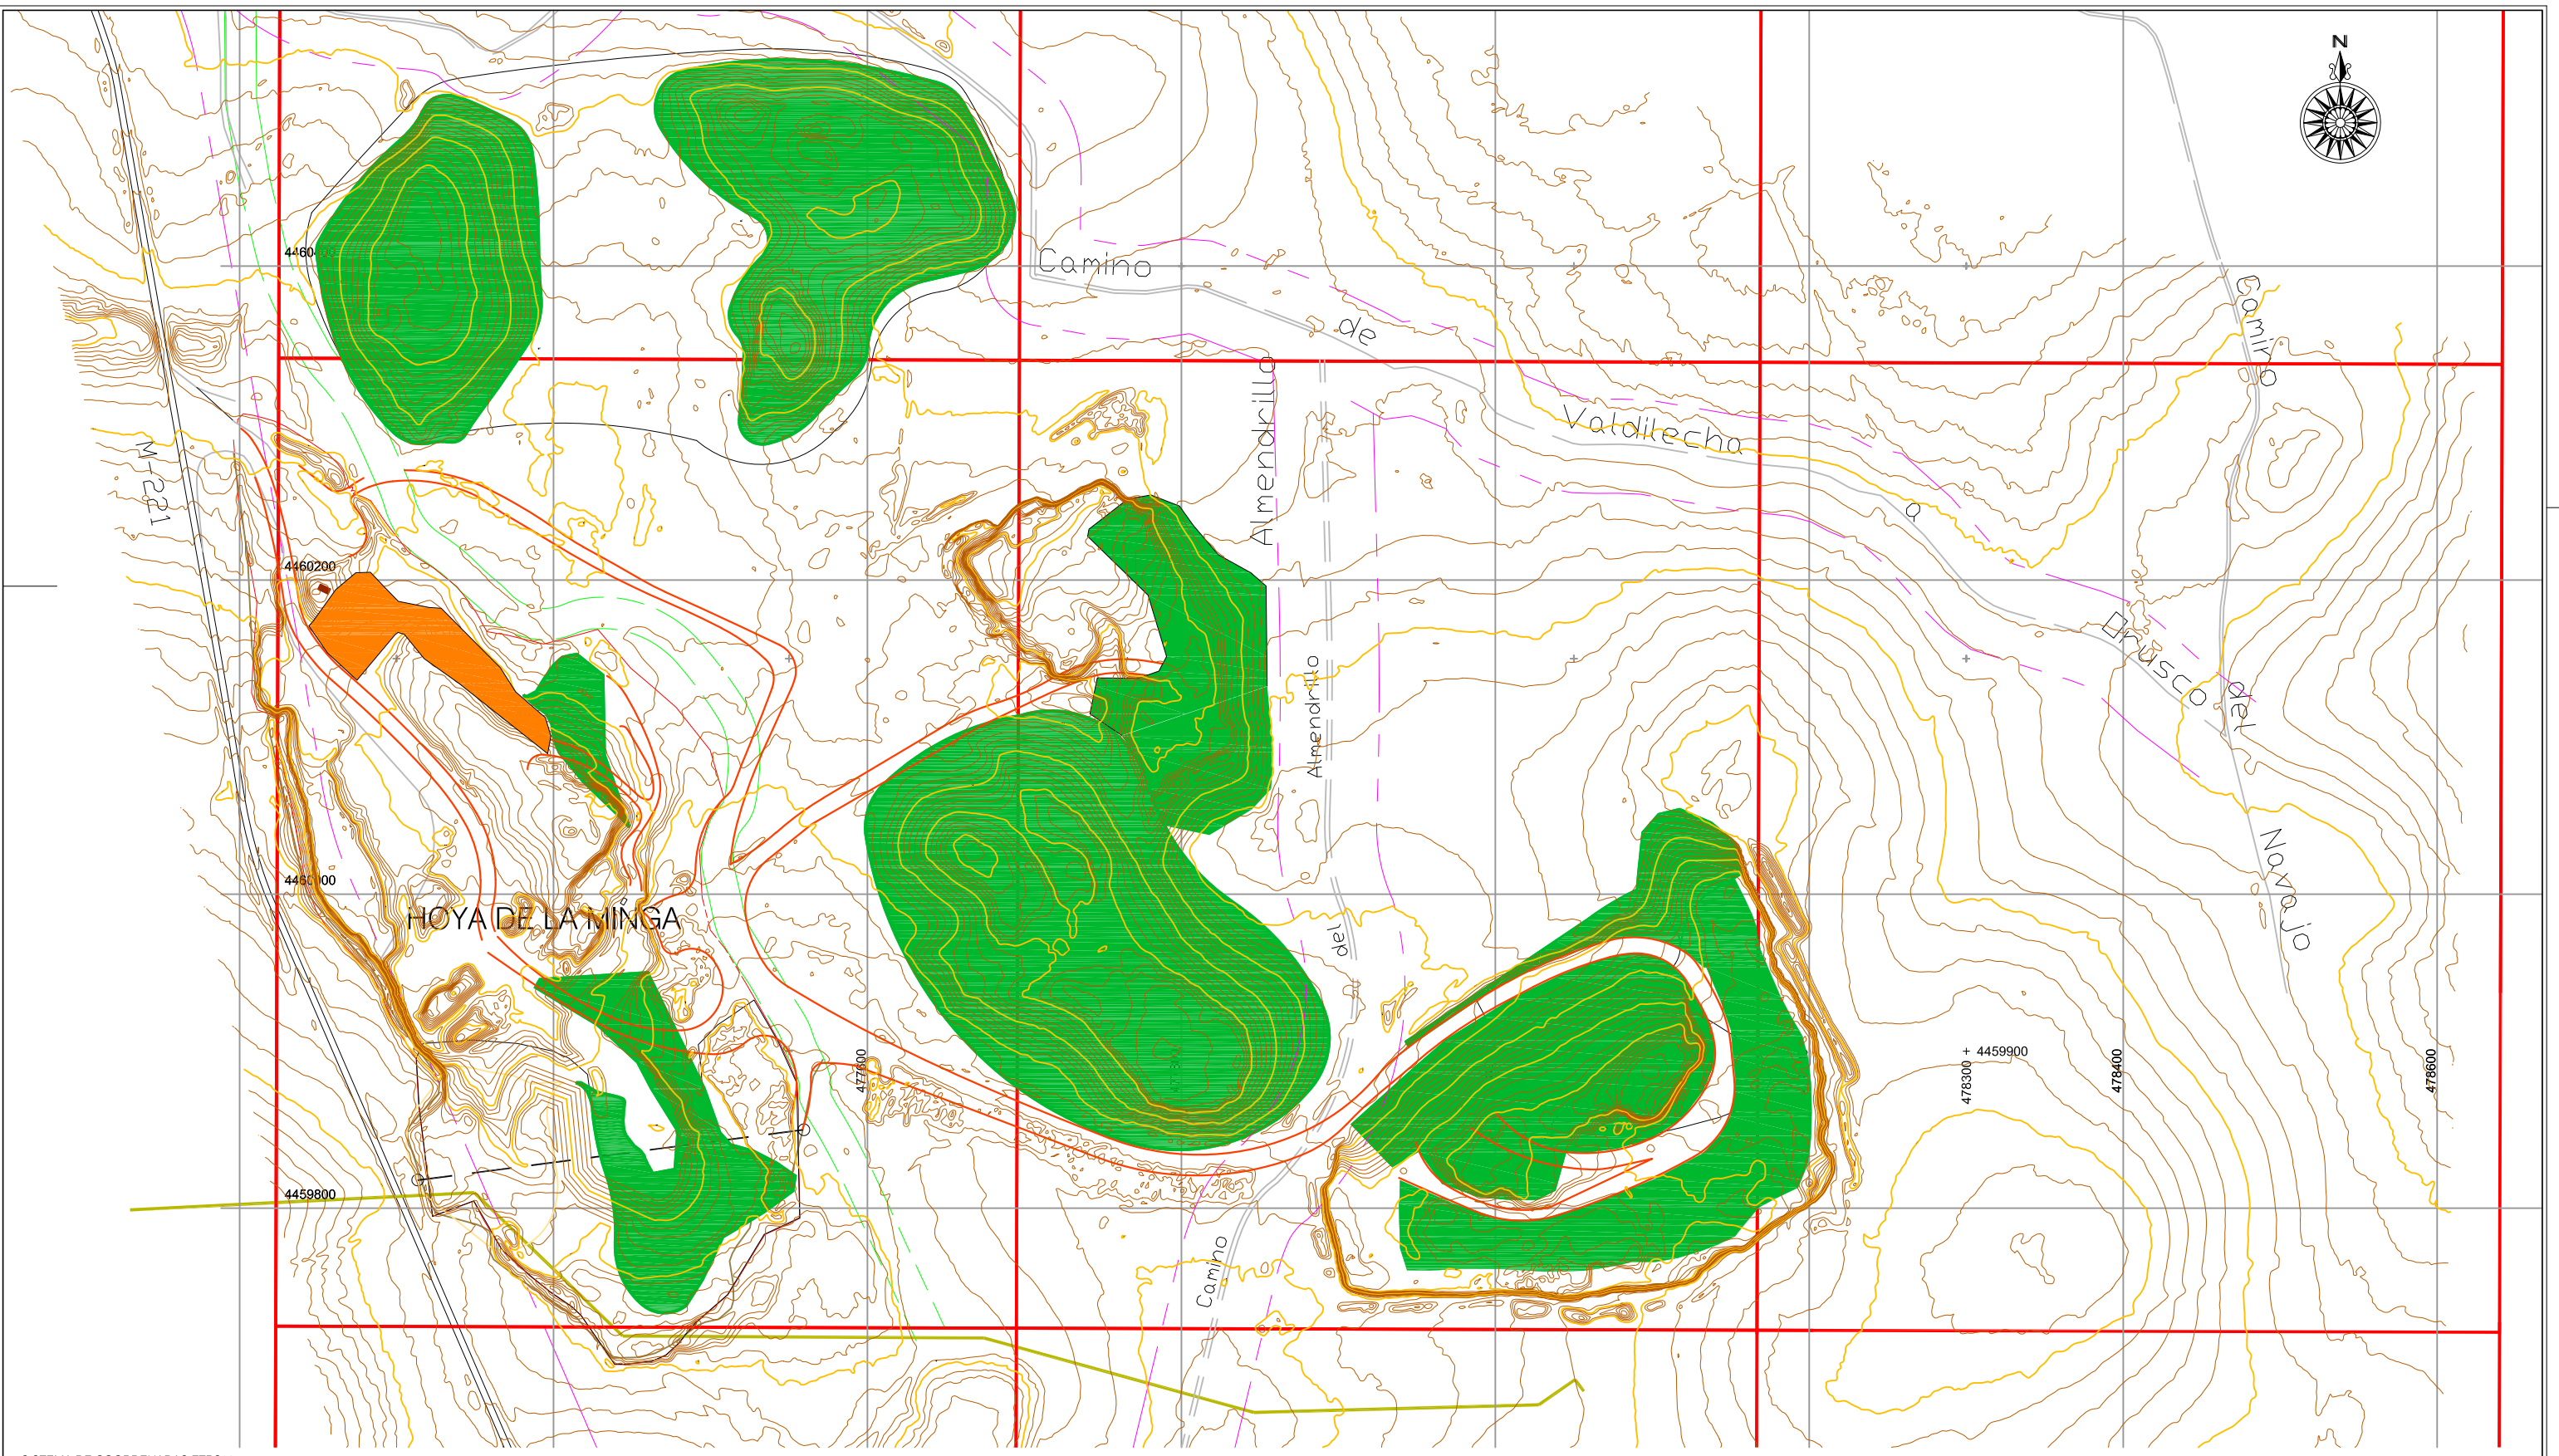 N
Camino
de
Valdilecha
a
Orusco
Camino
del
Navajo
Almendrillo
Almendrillo
del
Camino
M-221
4460200
HOYA DE LA MINGA
4459800
477600
478300
4459900
478400
478600